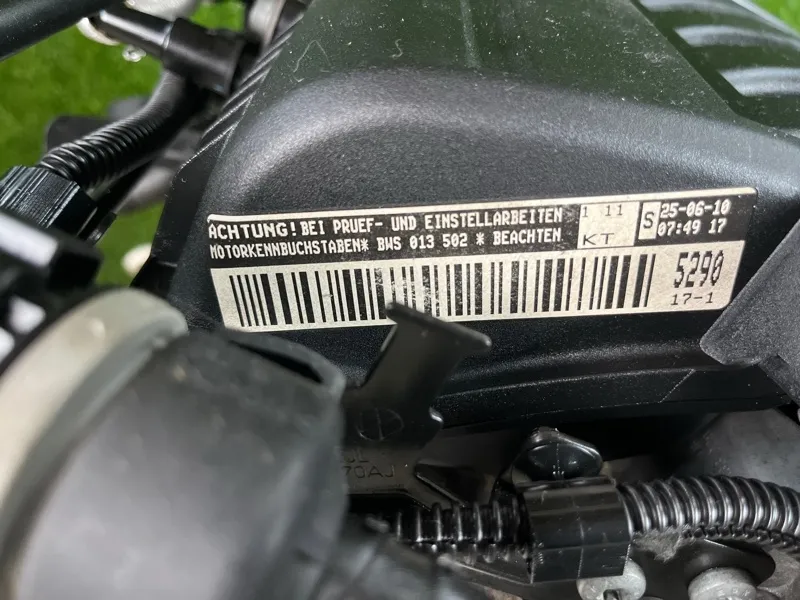 ACHTUNG! BEI PRUEF- UND EINSTELLARBEITEN
MOTORKENNBUCHSTABEN* BWS 013 502 * BEACHTEN
1 11
KT
S
25-06-10
07:49 17
5290
17-1
70AJ